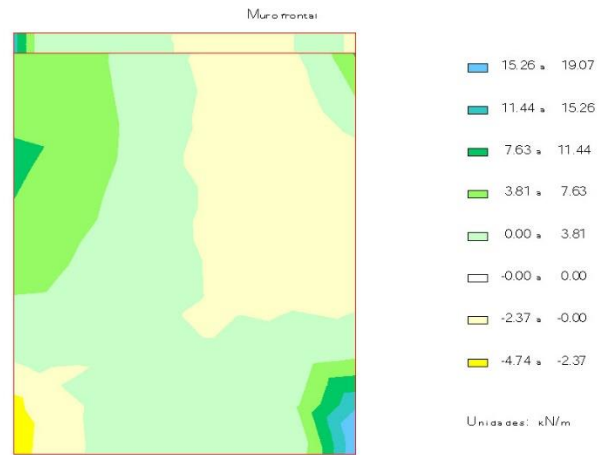 Muro frontal
15.26 a 19.07
11.44 a 15.26
7.63 a 11.44
3.81 a 7.63
0.00 a 3.81
-0.00 a 0.00
-2.37 a -0.00
-4.74 a -2.37
Unidades: kN/m